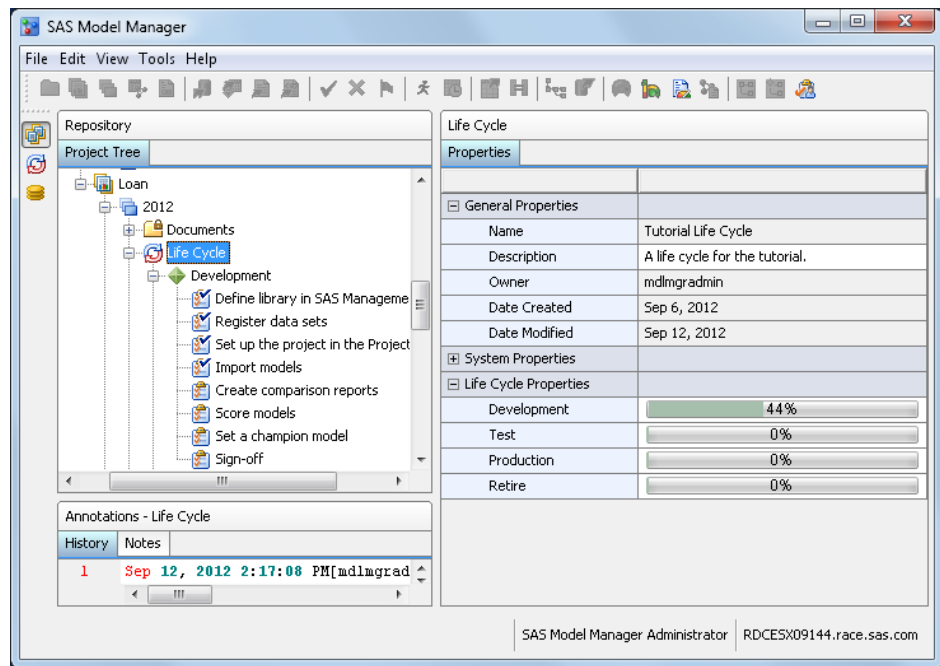 SAS Model Manager
File Edit View Tools Help
Repository
Project Tree
Loan
2012
Documents
Life Cycle
Development
Define library in SAS Manageme
Register data sets
Set up the project in the Project
Import models
Create comparison reports
Score models
Set a champion model
Sign-off
Annotations - Life Cycle
History Notes
1 Sep 12, 2012 2:17:08 PM[mdlmgrad
Life Cycle
Properties
General Properties
Name Tutorial Life Cycle
Description A life cycle for the tutorial.
Owner mdlmgradmin
Date Created Sep 6, 2012
Date Modified Sep 12, 2012
System Properties
Life Cycle Properties
Development 44%
Test 0%
Production 0%
Retire 0%
SAS Model Manager Administrator RDCESX09144.race.sas.com